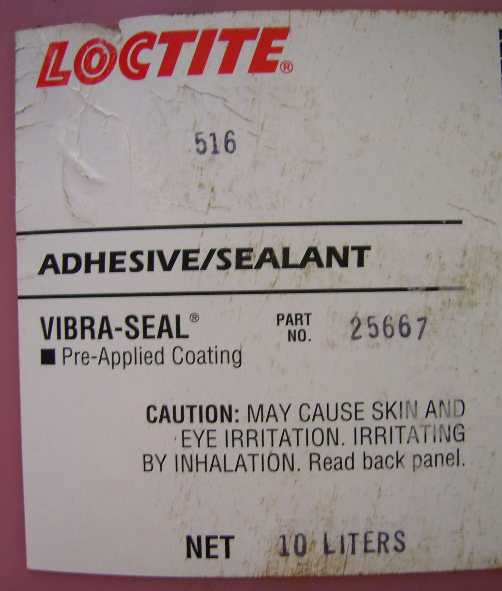 LOCTITE®
516
ADHESIVE/SEALANT
VIBRA-SEAL® PART NO. 25667
■ Pre-Applied Coating
CAUTION: MAY CAUSE SKIN AND
EYE IRRITATION. IRRITATING
BY INHALATION. Read back panel.
NET 10 LITERS